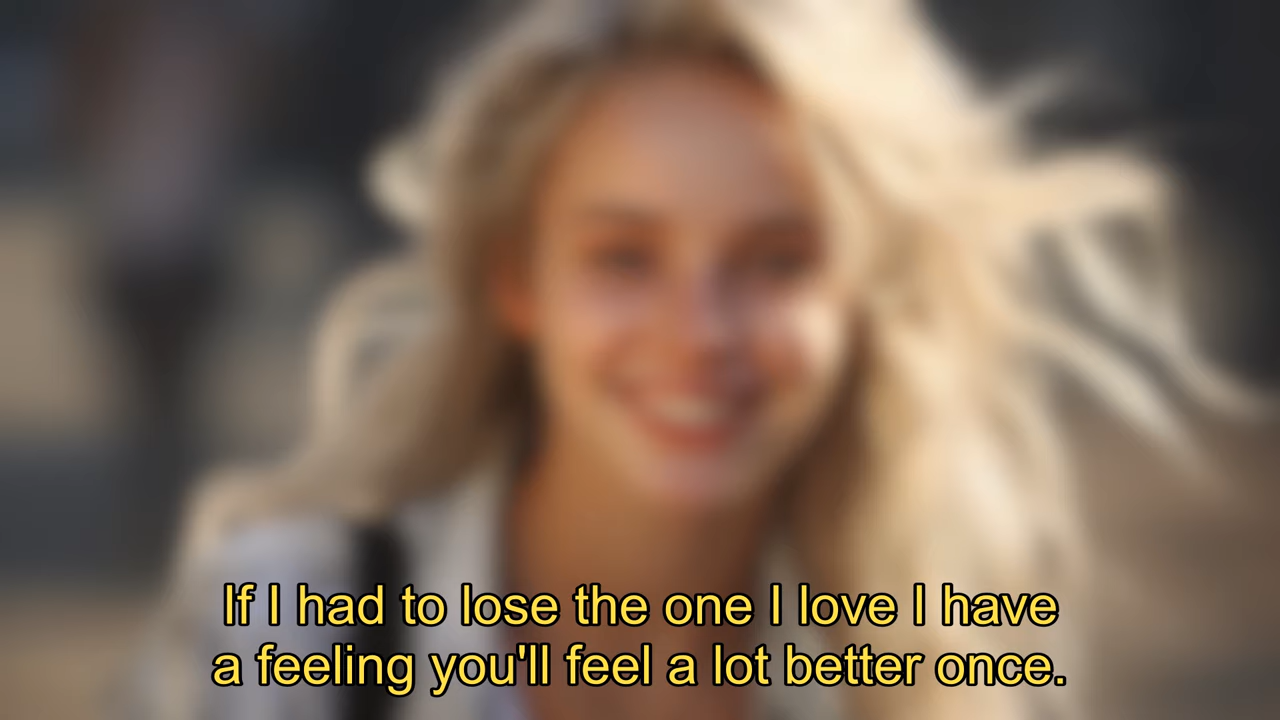 If I had to lose the one I love I have
a feeling you'll feel a lot better once.